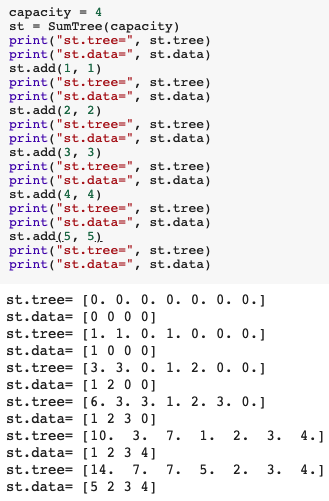 capacity = 4
st = SumTree(capacity)
print("st.tree=", st.tree)
print("st.data=", st.data)
st.add(1, 1)
print("st.tree=", st.tree)
print("st.data=", st.data)
st.add(2, 2)
print("st.tree=", st.tree)
print("st.data=", st.data)
st.add(3, 3)
print("st.tree=", st.tree)
print("st.data=", st.data)
st.add(4, 4)
print("st.tree=", st.tree)
print("st.data=", st.data)
st.add(5, 5)
print("st.tree=", st.tree)
print("st.data=", st.data)
st.tree= [0. 0. 0. 0. 0. 0. 0.]
st.data= [0 0 0 0]
st.tree= [1. 1. 0. 1. 0. 0. 0.]
st.data= [1 0 0 0]
st.tree= [3. 3. 0. 1. 2. 0. 0.]
st.data= [1 2 0 0]
st.tree= [6. 3. 3. 1. 2. 3. 0.]
st.data= [1 2 3 0]
st.tree= [10.  3.  7.  1.  2.  3.  4.]
st.data= [1 2 3 4]
st.tree= [14.  7.  7.  5.  2.  3.  4.]
st.data= [5 2 3 4]